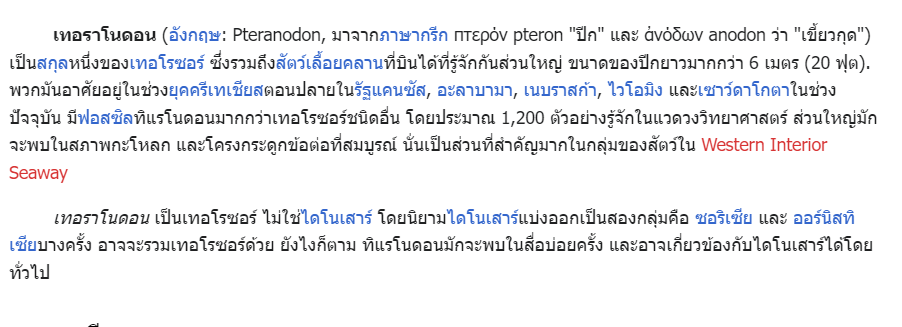 เทอราโนดอน (อังกฤษ: Pteranodon, มาจากภาษากรีก πτερόν pteron "ปีก" และ ἀνόδων anodon ว่า "เขี้ยวกุด")
เป็นสกุลหนึ่งของเทอโรซอร์ ซึ่งรวมถึงสัตว์เลื้อยคลานที่บินได้ที่รู้จักกันส่วนใหญ่ ขนาดของปีกยาวมากกว่า 6 เมตร (20 ฟุต).
พวกมันอาศัยอยู่ในช่วงยุคครีเทเชียสตอนปลายในรัฐแคนซัส, อะลาบามา, เนบราสก้า, ไวโอมิง และเซาว์ดาโกตาในช่วง
ปัจจุบัน มีฟอสซิลทิแรโนดอนมากกว่าเทอโรซอร์ชนิดอื่น โดยประมาณ 1,200 ตัวอย่างรู้จักในแดวดวงวิทยาศาสตร์ ส่วนใหญ่มัก
จะพบในสภาพกะโหลก และโครงกระดูกข้อต่อที่สมบูรณ์ นั่นเป็นส่วนที่สำคัญมากในกลุ่มของสัตว์ใน Western Interior
Seaway
เทอราโนดอน เป็นเทอโรซอร์ ไม่ใช่ไดโนเสาร์ โดยนิยามไดโนเสาร์แบ่งออกเป็นสองกลุ่มคือ ซอริเชีย และ ออร์นิสทิ
เชียบางครั้ง อาจจะรวมเทอโรซอร์ด้วย ยังไงก็ตาม ทิแรโนดอนมักจะพบในสื่อบ่อยครั้ง และอาจเกี่ยวข้องกับไดโนเสาร์ได้โดย
ทั่วไป